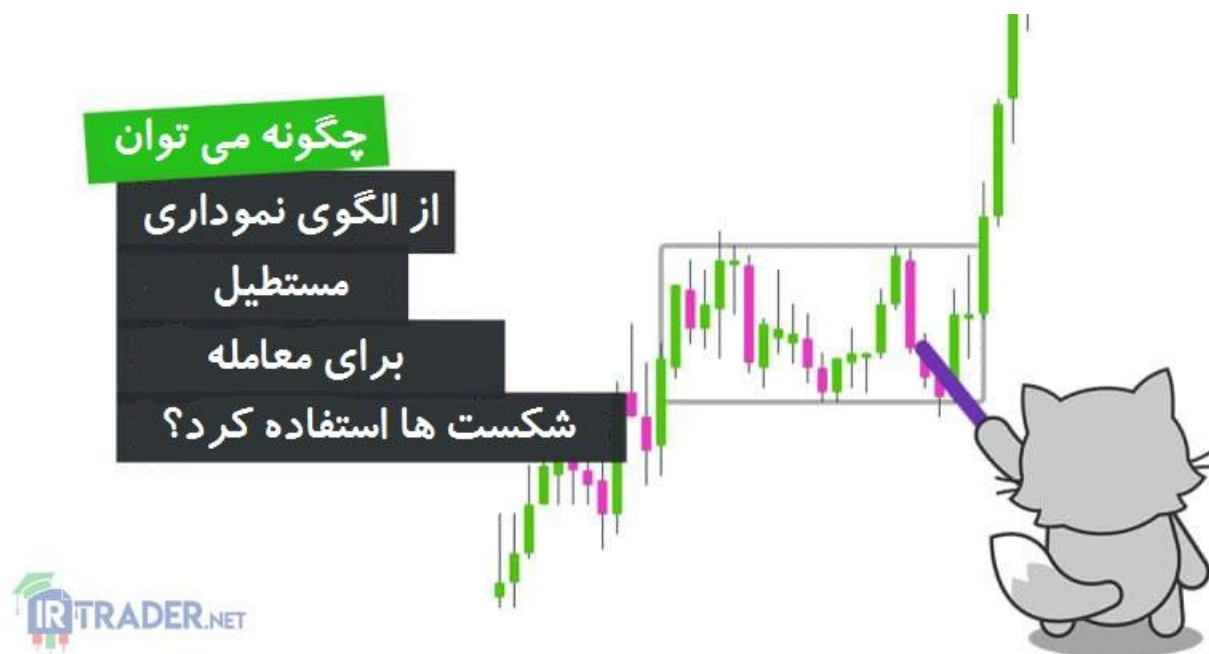 چگونه می توان
از الگوی نموداری
مستطیل
برای معامله
شکست ها استفاده کرد؟
IRTRADER.NET